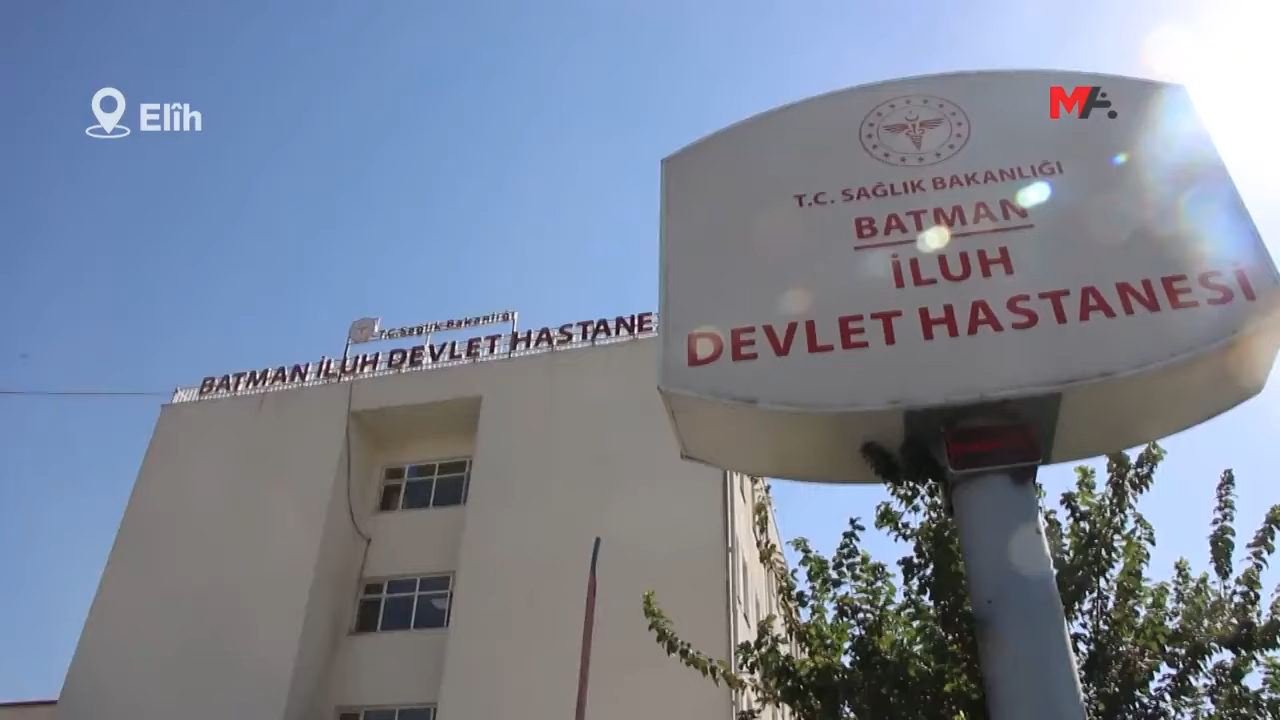 Elîh
MA
T.C. SAĞLIK BAKANLIĞI
BATMAN
İLUH
DEVLET HASTANESİ
T.C. Sağlık Bakanlığı
BATMAN İLUH DEVLET HASTANE